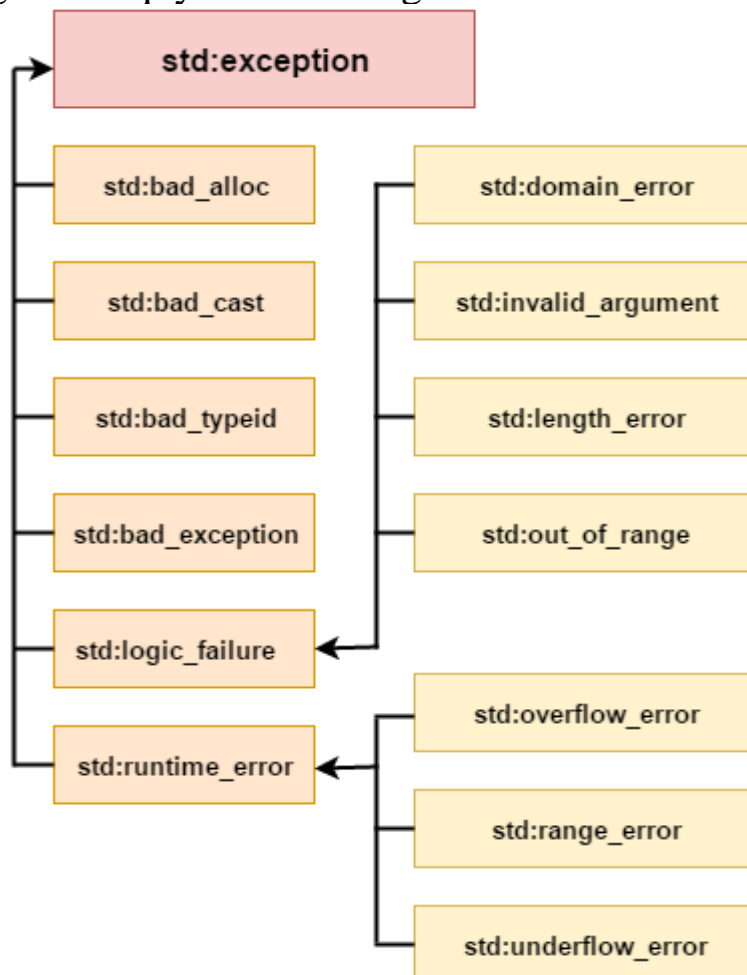 std:exception
std:bad_alloc
std:bad_cast
std:bad_typeid
std:bad_exception
std:logic_failure
std:runtime_error
std:domain_error
std:invalid_argument
std:length_error
std:out_of_range
std:overflow_error
std:range_error
std:underflow_error